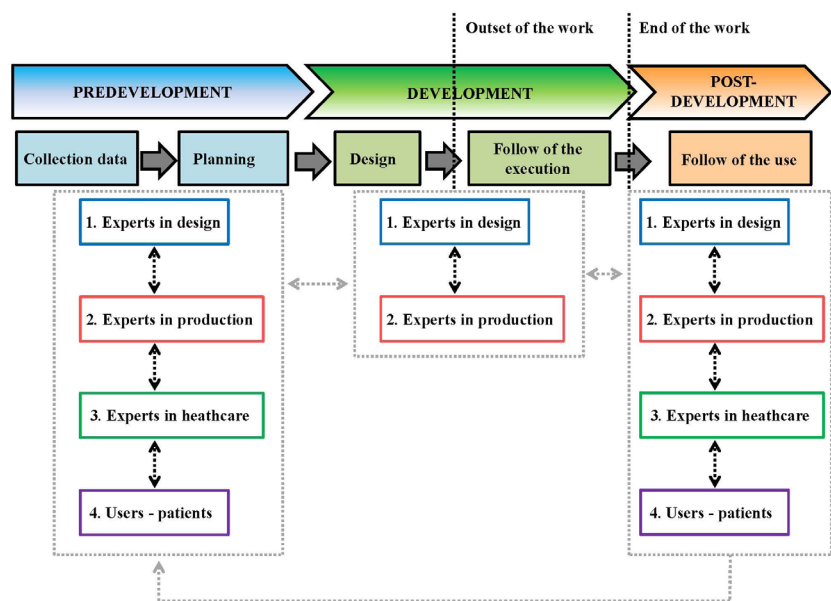 Outset of the work
End of the work
PREDEVELOPMENT
DEVELOPMENT
POST-
DEVELOPMENT
Collection data
Planning
Design
Follow of the
execution
Follow of the use
1. Experts in design
2. Experts in production
3. Experts in heathcare
4. Users - patients
1. Experts in design
2. Experts in production
1. Experts in design
2. Experts in production
3. Experts in heathcare
4. Users - patients